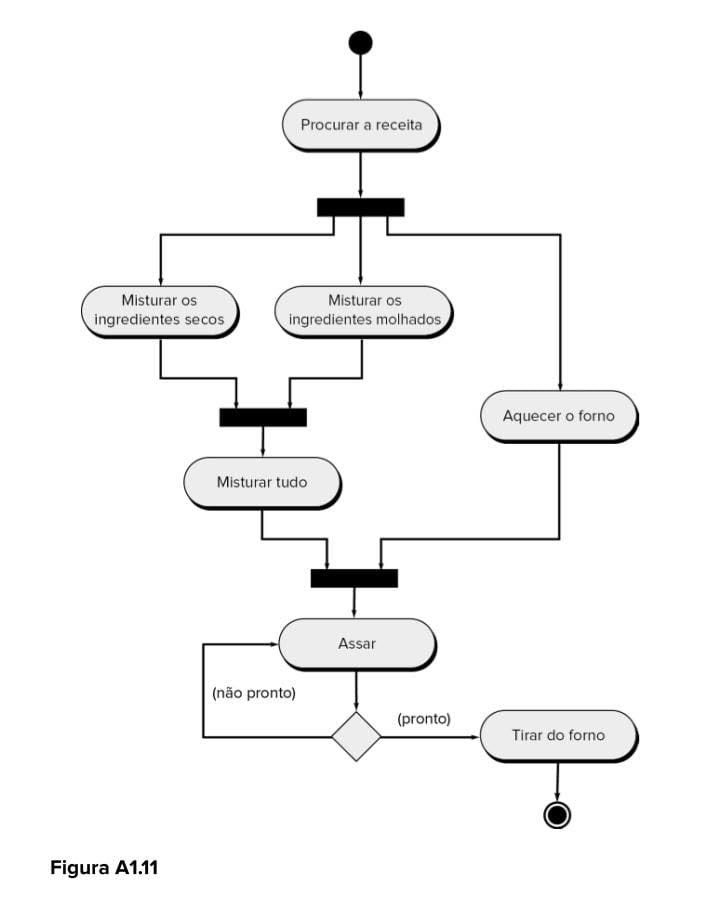 Procurar a receita
Misturar os
ingredientes secos
Misturar os
ingredientes molhados
Aquecer o forno
Misturar tudo
Assar
(não pronto)
(pronto)
Tirar do forno
Figura A1.11